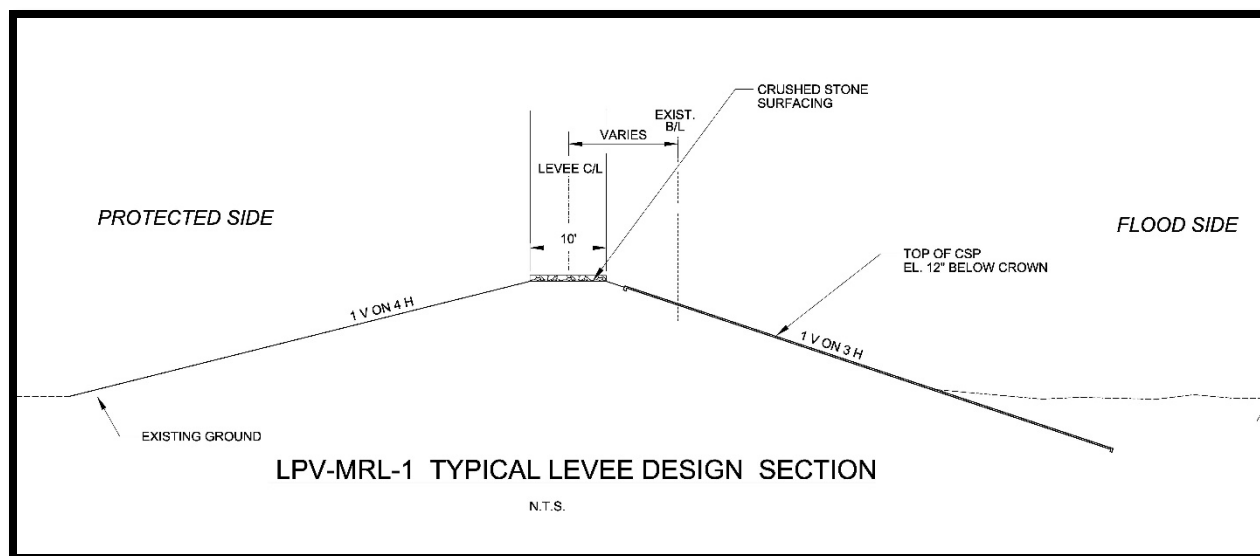 CRUSHED STONE
SURFACING
EXIST.
B/L
VARIES
LEVEE C/L
PROTECTED SIDE
FLOOD SIDE
10'
TOP OF CSP
EL. 12" BELOW CROWN
1 V ON 4 H
1 V ON 3 H
EXISTING GROUND
LPV-MRL-1 TYPICAL LEVEE DESIGN SECTION
N.T.S.